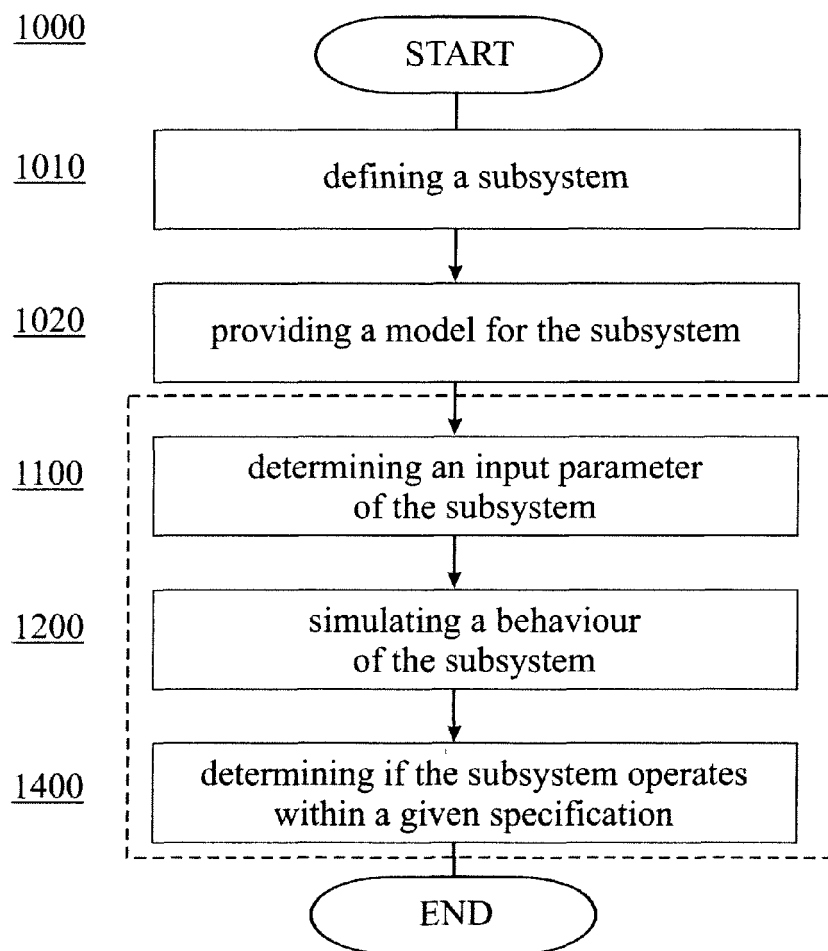 1000
START
1010
defining a subsystem
1020
providing a model for the subsystem
1100
determining an input parameter
of the subsystem
1200
simulating a behaviour
of the subsystem
1400
determining if the subsystem operates
within a given specification
END